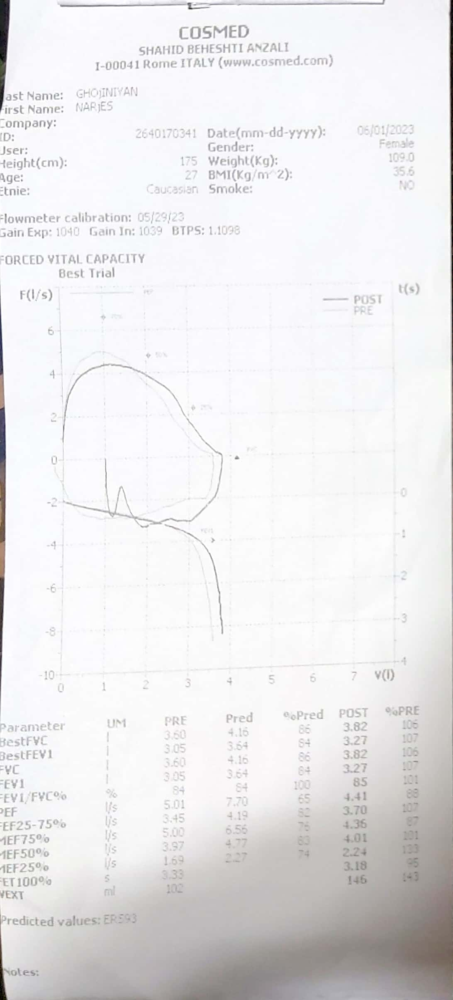 COSMED
SHAHID BEHESHTI ANZALI
I-00041 Rome ITALY (www.cosmed.com)
ast Name: GHOjINIYAN
First Name: NARjES
Company:
ID: 2640170341 Date(mm-dd-yyyy): 06/01/2023
User: Gender: Female
Height(cm): 175 Weight(Kg): 109.0
Age: 27 BMI(Kg/m^2): 35.6
Etnie: Caucasian Smoke: NO
Flowmeter calibration: 05/29/23
Gain Exp: 1040 Gain In: 1039 BTPS: 1.1098
FORCED VITAL CAPACITY
Best Trial
F(l/s) PEF t(s)
POST
PRE
75%
6
50%
4
25%
2
FVC
0
0
-2
FEV1
1
-4
2
-6
3
-8
4
-10
0 1 2 3 4 5 6 7 V(l)
Parameter UM PRE Pred %Pred POST %PRE
BestFVC l 3.60 4.16 86 3.82 106
BestFEV1 l 3.05 3.64 84 3.27 107
FVC l 3.60 4.16 86 3.82 106
FEV1 l 3.05 3.64 84 3.27 107
FEV1/FVC% % 84 84 100 85 101
PEF l/s 5.01 7.70 65 4.41 88
FEF25-75% l/s 3.45 4.19 82 3.70 107
MEF75% l/s 5.00 6.56 76 4.36 87
MEF50% l/s 3.97 4.77 83 4.01 101
MEF25% l/s 1.69 2.27 74 2.24 133
FET100% s 3.33 3.18 95
VEXT ml 102 146 143
Predicted values: ERS93
Notes: